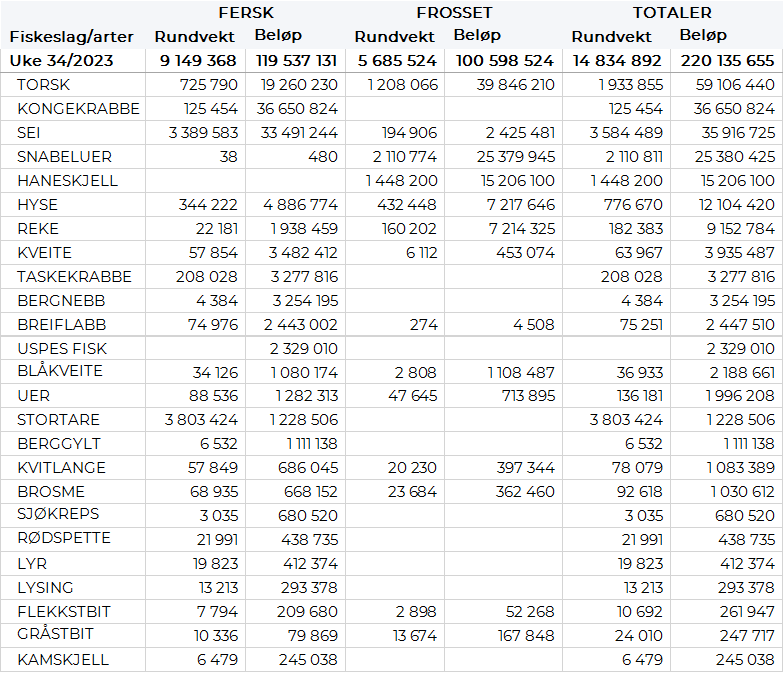 FERSK FROSSET TOTALER
Fiskeslag/arter Rundvekt Beløp Rundvekt Beløp Rundvekt Beløp
Uke 34/2023 9 149 368 119 537 131 5 685 524 100 598 524 14 834 892 220 135 655
TORSK 725 790 19 260 230 1 208 066 39 846 210 1 933 855 59 106 440
KONGEKRABBE 125 454 36 650 824 125 454 36 650 824
SEI 3 389 583 33 491 244 194 906 2 425 481 3 584 489 35 916 725
SNABELUER 38 480 2 110 774 25 379 945 2 110 811 25 380 425
HANESKJELL 1 448 200 15 206 100 1 448 200 15 206 100
HYSE 344 222 4 886 774 432 448 7 217 646 776 670 12 104 420
REKE 22 181 1 938 459 160 202 7 214 325 182 383 9 152 784
KVEITE 57 854 3 482 412 6 112 453 074 63 967 3 935 487
TASKEKRABBE 208 028 3 277 816 208 028 3 277 816
BERGNEBB 4 384 3 254 195 4 384 3 254 195
BREIFLABB 74 976 2 443 002 274 4 508 75 251 2 447 510
USPES FISK 2 329 010 2 329 010
BLÅKVEITE 34 126 1 080 174 2 808 1 108 487 36 933 2 188 661
UER 88 536 1 282 313 47 645 713 895 136 181 1 996 208
STORTARE 3 803 424 1 228 506 3 803 424 1 228 506
BERGGYLT 6 532 1 111 138 6 532 1 111 138
KVITLANGE 57 849 686 045 20 230 397 344 78 079 1 083 389
BROSME 68 935 668 152 23 684 362 460 92 618 1 030 612
SJØKREPS 3 035 680 520 3 035 680 520
RØDSPETTE 21 991 438 735 21 991 438 735
LYR 19 823 412 374 19 823 412 374
LYSING 13 213 293 378 13 213 293 378
FLEKKSTBIT 7 794 209 680 2 898 52 268 10 692 261 947
GRÅSTBIT 10 336 79 869 13 674 167 848 24 010 247 717
KAMSKJELL 6 479 245 038 6 479 245 038